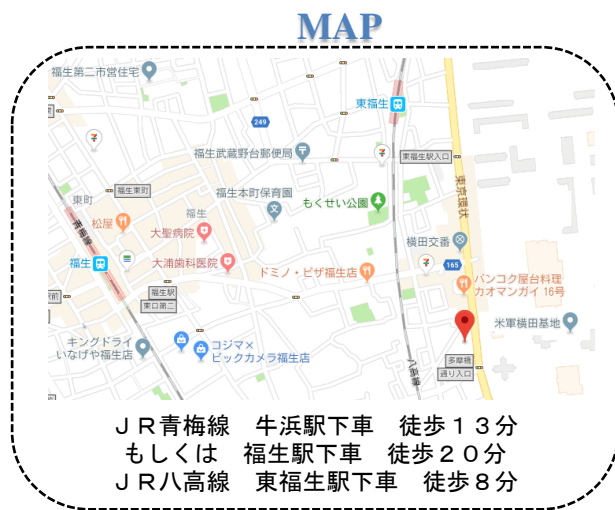 MAP
福生第二市営住宅
東福生
249
福生武蔵野台郵便局
東福生駅入口
東京環状
福生東町
東町
福生本町保育園
もくせい公園
松屋
福生
青梅線
大聖病院
横田交番
福生
大浦歯科医院
ドミノ・ピザ福生店
165
バンコク屋台料理
カオマンガイ 16号
駅前
福生駅
東口第二
米軍横田基地
キングドライ
いなげや福生店
コジマ×
ビックカメラ福生店
八高線
多摩橋
通り入口
ＪＲ青梅線　牛浜駅下車　徒歩１３分
もしくは　福生駅下車　徒歩２０分
ＪＲ八高線　東福生駅下車　徒歩８分